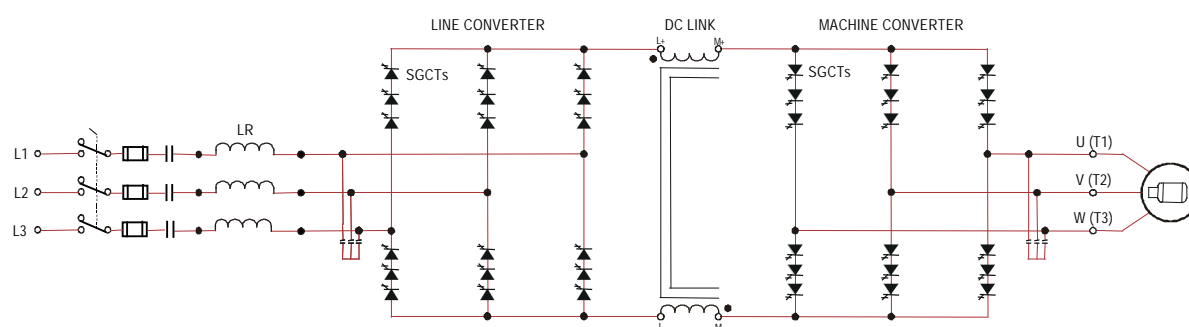 LINE CONVERTER
DC LINK
MACHINE CONVERTER
L+
M+
SGCTs
SGCTs
LR
L1
U (T1)
L2
V (T2)
L3
W (T3)